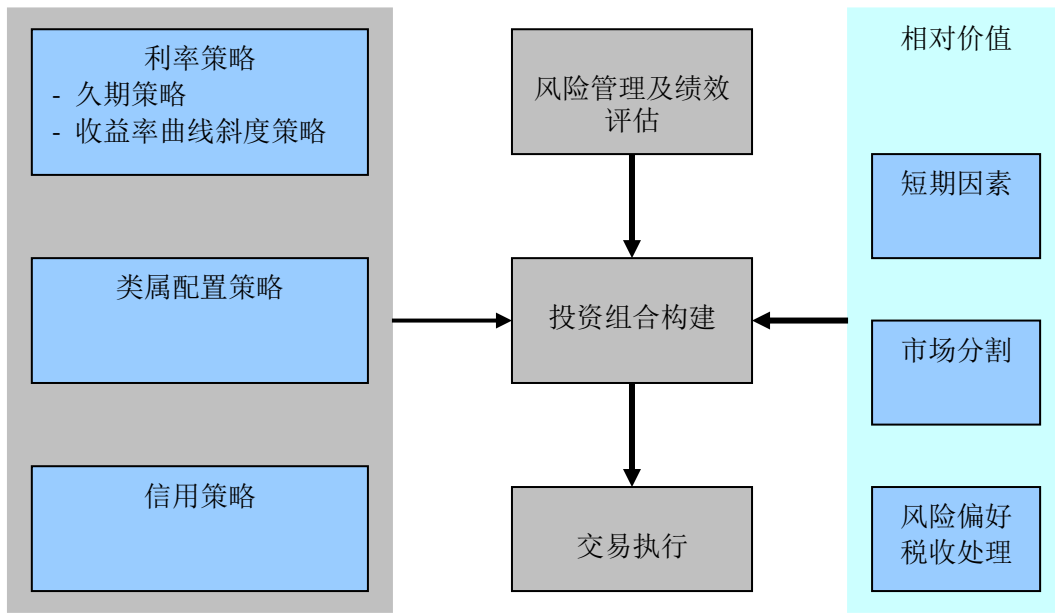 利率策略
- 久期策略
- 收益率曲线斜度策略
类属配置策略
信用策略
风险管理及绩效
评估
投资组合构建
交易执行
相对价值
短期因素
市场分割
风险偏好
税收处理